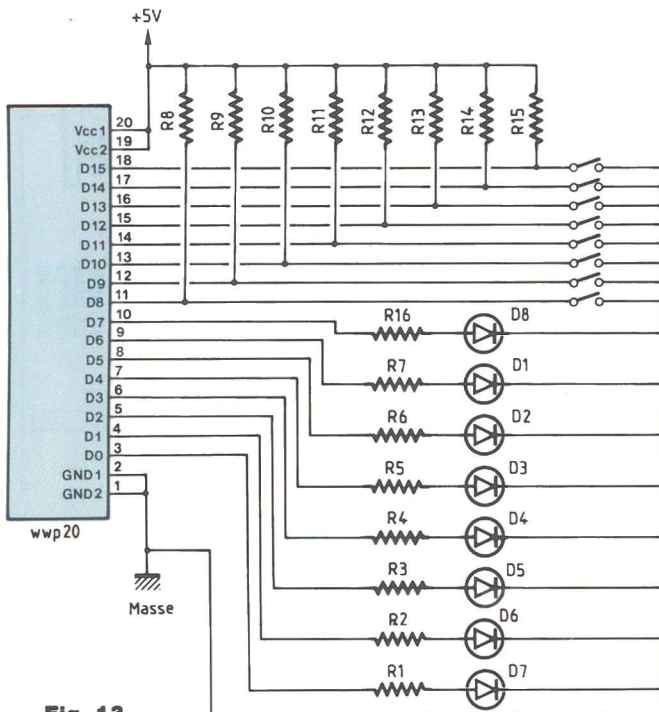 +5V
R8
R9
R10
R11
R12
R13
R14
R15
Vcc1 20
Vcc2 19
D15 18
D14 17
D13 16
D12 15
D11 14
D10 13
D9 12
D8 11
D7 10
D6 9
D5 8
D4 7
D3 6
D2 5
D1 4
D0 3
GND1 2
GND2 1
wwp20
Masse
R16 D8
R7 D1
R6 D2
R5 D3
R4 D4
R3 D5
R2 D6
R1 D7
Fig. 13